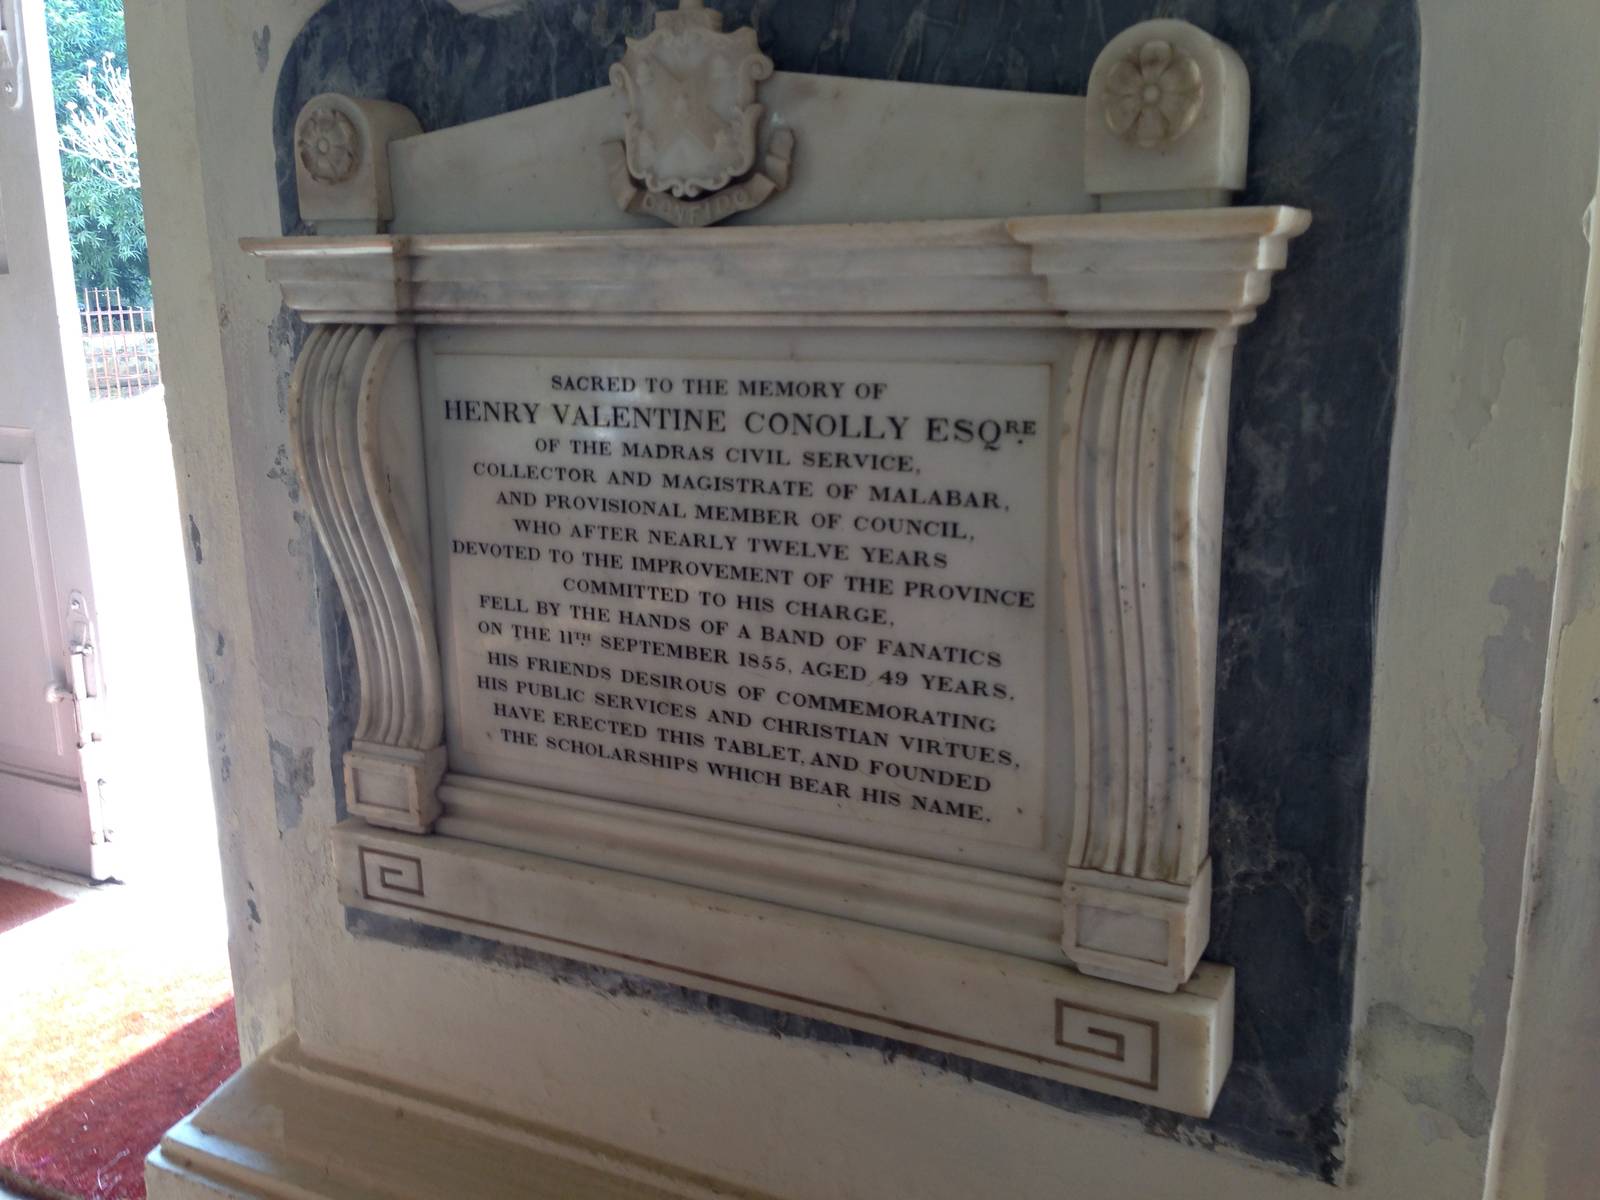 CONFIDO
SACRED TO THE MEMORY OF
HENRY VALENTINE CONOLLY ESQRE.
OF THE MADRAS CIVIL SERVICE,
COLLECTOR AND MAGISTRATE OF MALABAR,
AND PROVISIONAL MEMBER OF COUNCIL,
WHO AFTER NEARLY TWELVE YEARS
DEVOTED TO THE IMPROVEMENT OF THE PROVINCE
COMMITTED TO HIS CHARGE,
FELL BY THE HANDS OF A BAND OF FANATICS
ON THE 11TH. SEPTEMBER 1855, AGED 49 YEARS.
HIS FRIENDS DESIROUS OF COMMEMORATING
HIS PUBLIC SERVICES AND CHRISTIAN VIRTUES,
HAVE ERECTED THIS TABLET, AND FOUNDED
THE SCHOLARSHIPS WHICH BEAR HIS NAME.